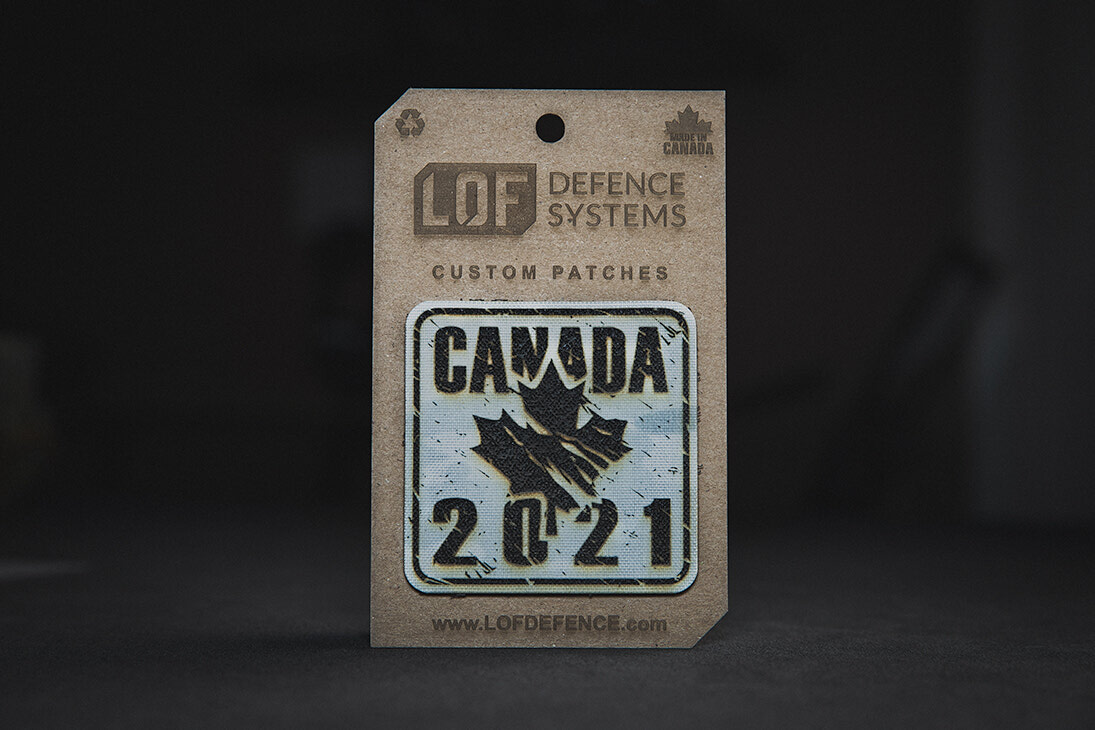 MADE IN
CANADA
LOF
DEFENCE
SYSTEMS
CUSTOM PATCHES
CANADA
2021
www.LOFDEFENCE.com